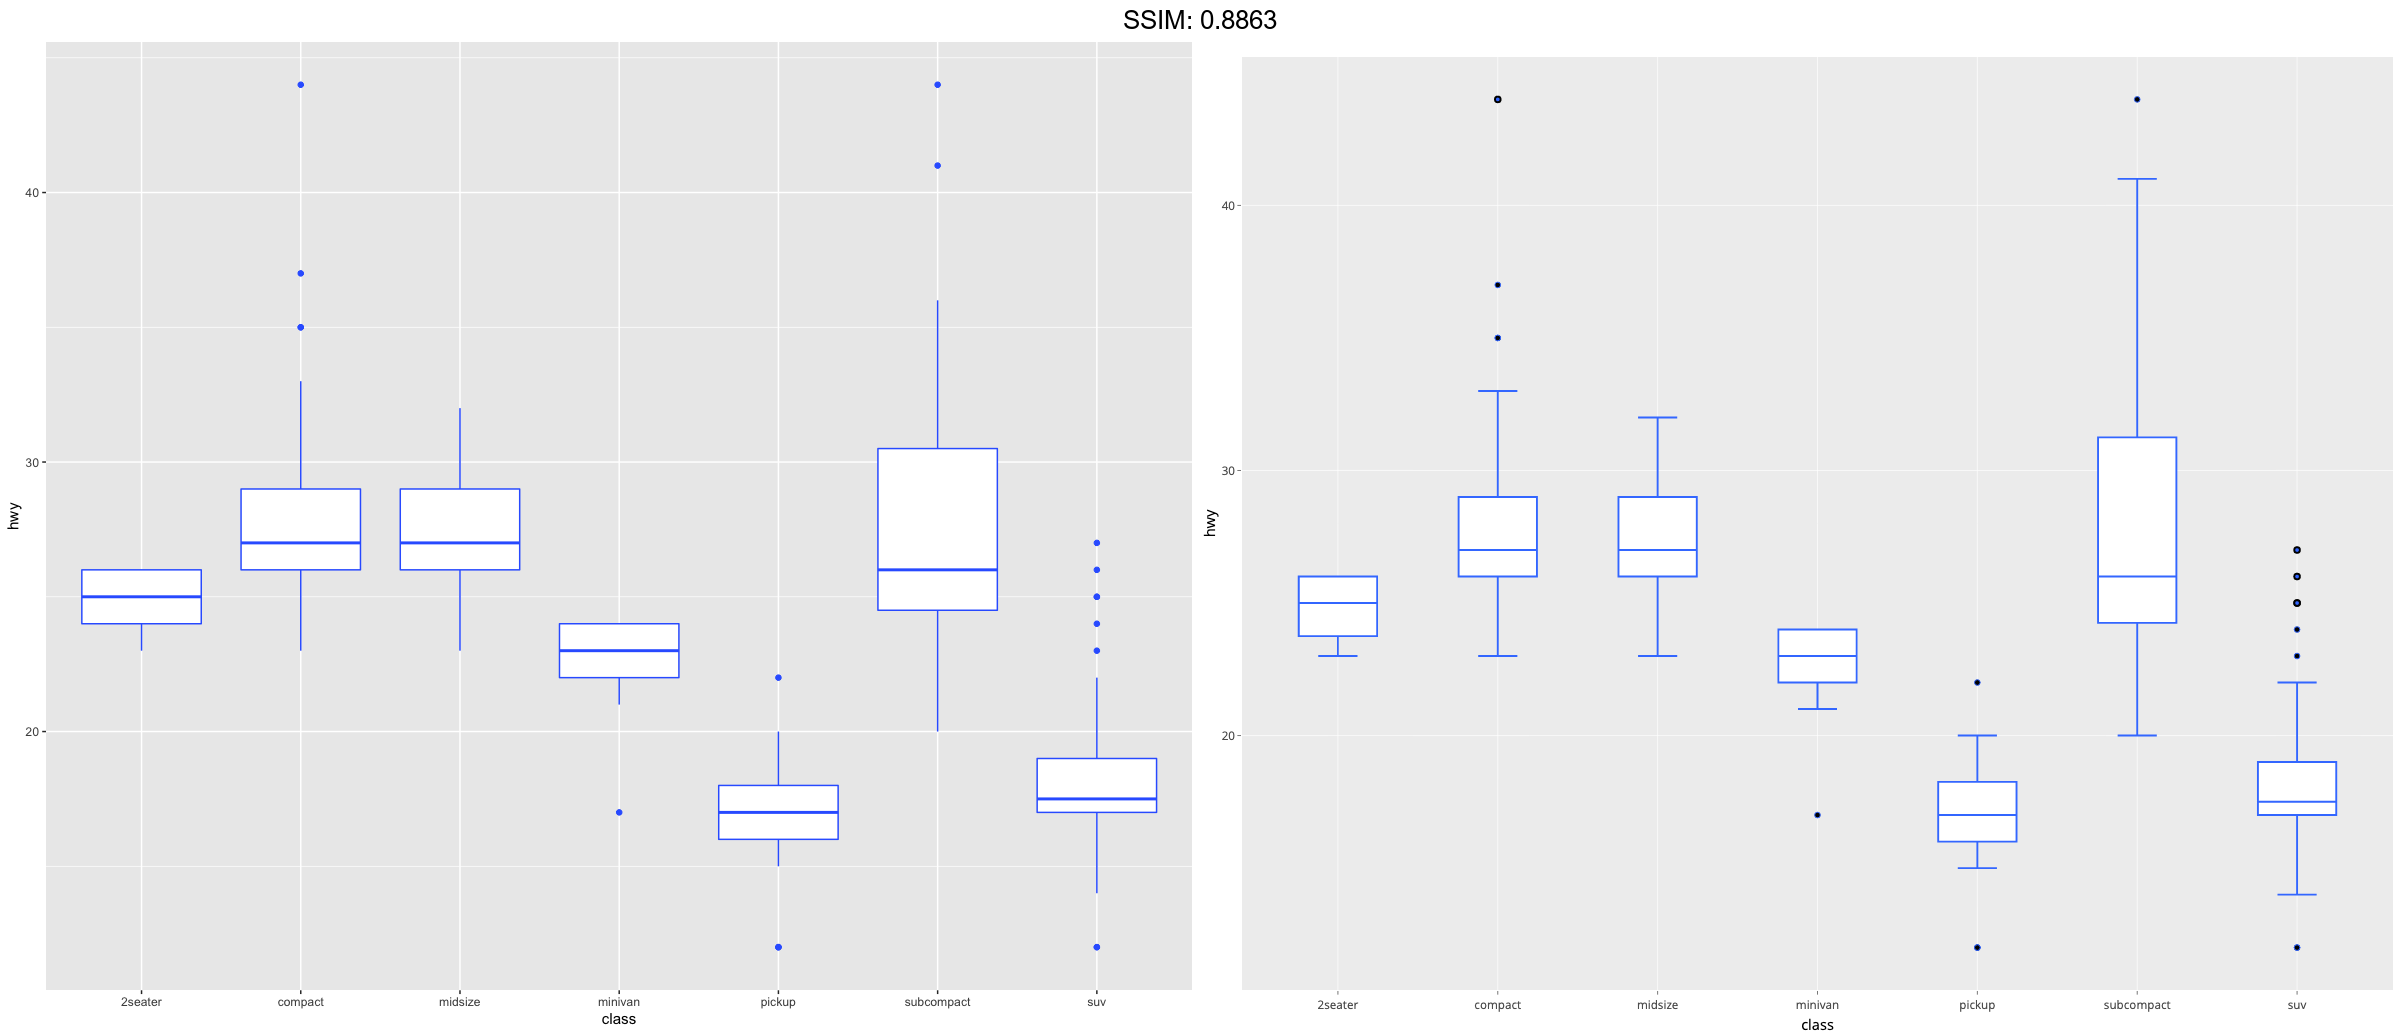 SSIM: 0.8863
hwy
40
30
20
2seater compact midsize minivan pickup subcompact suv
class
hwy
40
30
20
2seater compact midsize minivan pickup subcompact suv
class